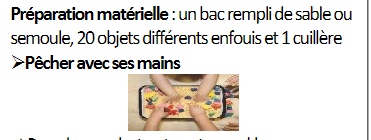 Préparation matérielle : un bac rempli de sable ou
semoule, 20 objets différents enfouis et 1 cuillère
➢Pêcher avec ses mains